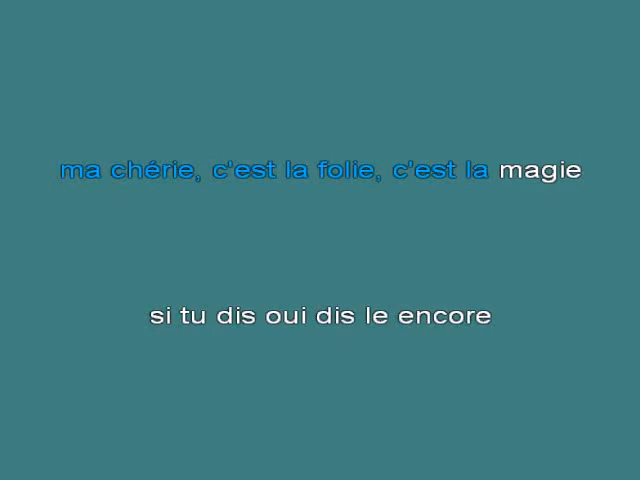 ma chérie, c'est la folie, c'est la magie
si tu dis oui dis le encore